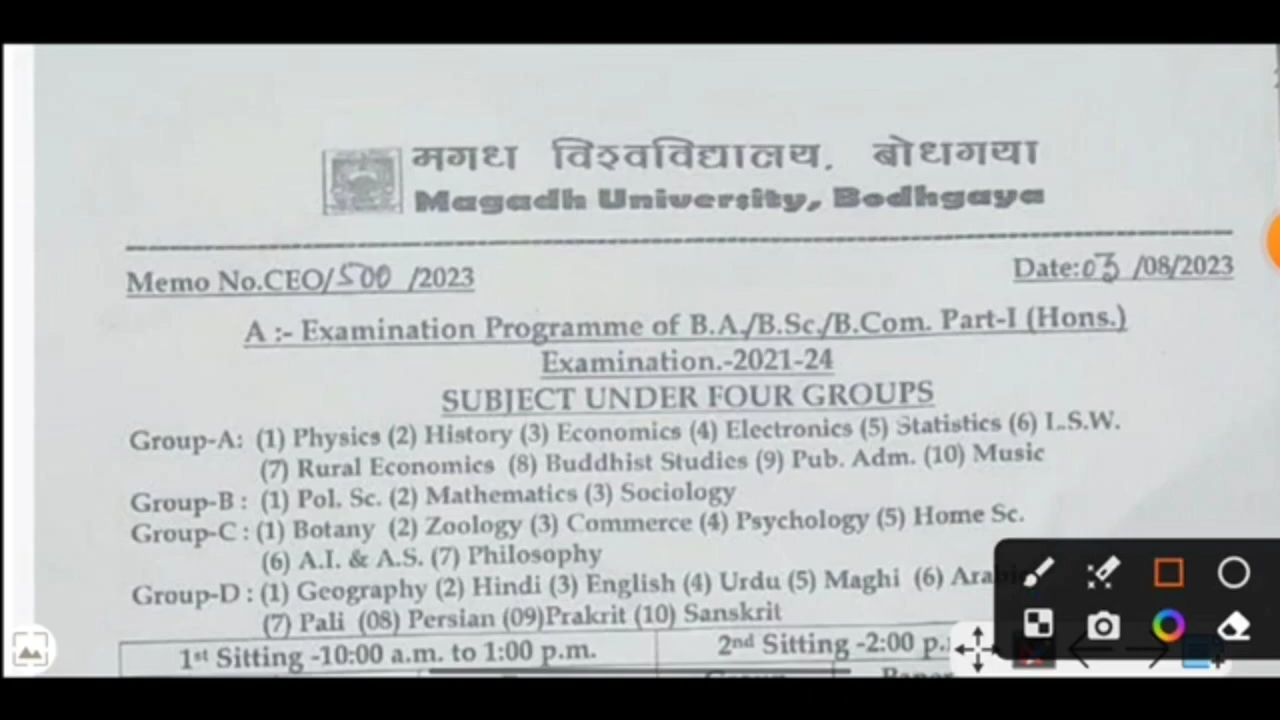 मगध विश्वविद्यालय, बोधगया
Magadh University, Bodhgaya
Memo No.CEO/500 /2023 Date:03 /08/2023
A :- Examination Programme of B.A./B.Sc./B.Com. Part-I (Hons.)
Examination.-2021-24
SUBJECT UNDER FOUR GROUPS
Group-A: (1) Physics (2) History (3) Economics (4) Electronics (5) Statistics (6) L.S.W.
(7) Rural Economics (8) Buddhist Studies (9) Pub. Adm. (10) Music
Group-B : (1) Pol. Sc. (2) Mathematics (3) Sociology
Group-C : (1) Botany (2) Zoology (3) Commerce (4) Psychology (5) Home Sc.
(6) A.I. & A.S. (7) Philosophy
Group-D : (1) Geography (2) Hindi (3) English (4) Urdu (5) Maghi (6)
(7) Pali (08) Persian (09)Prakrit (10) Sanskrit
1st Sitting -10:00 a.m. to 1:00 p.m. 2nd Sitting -2:00